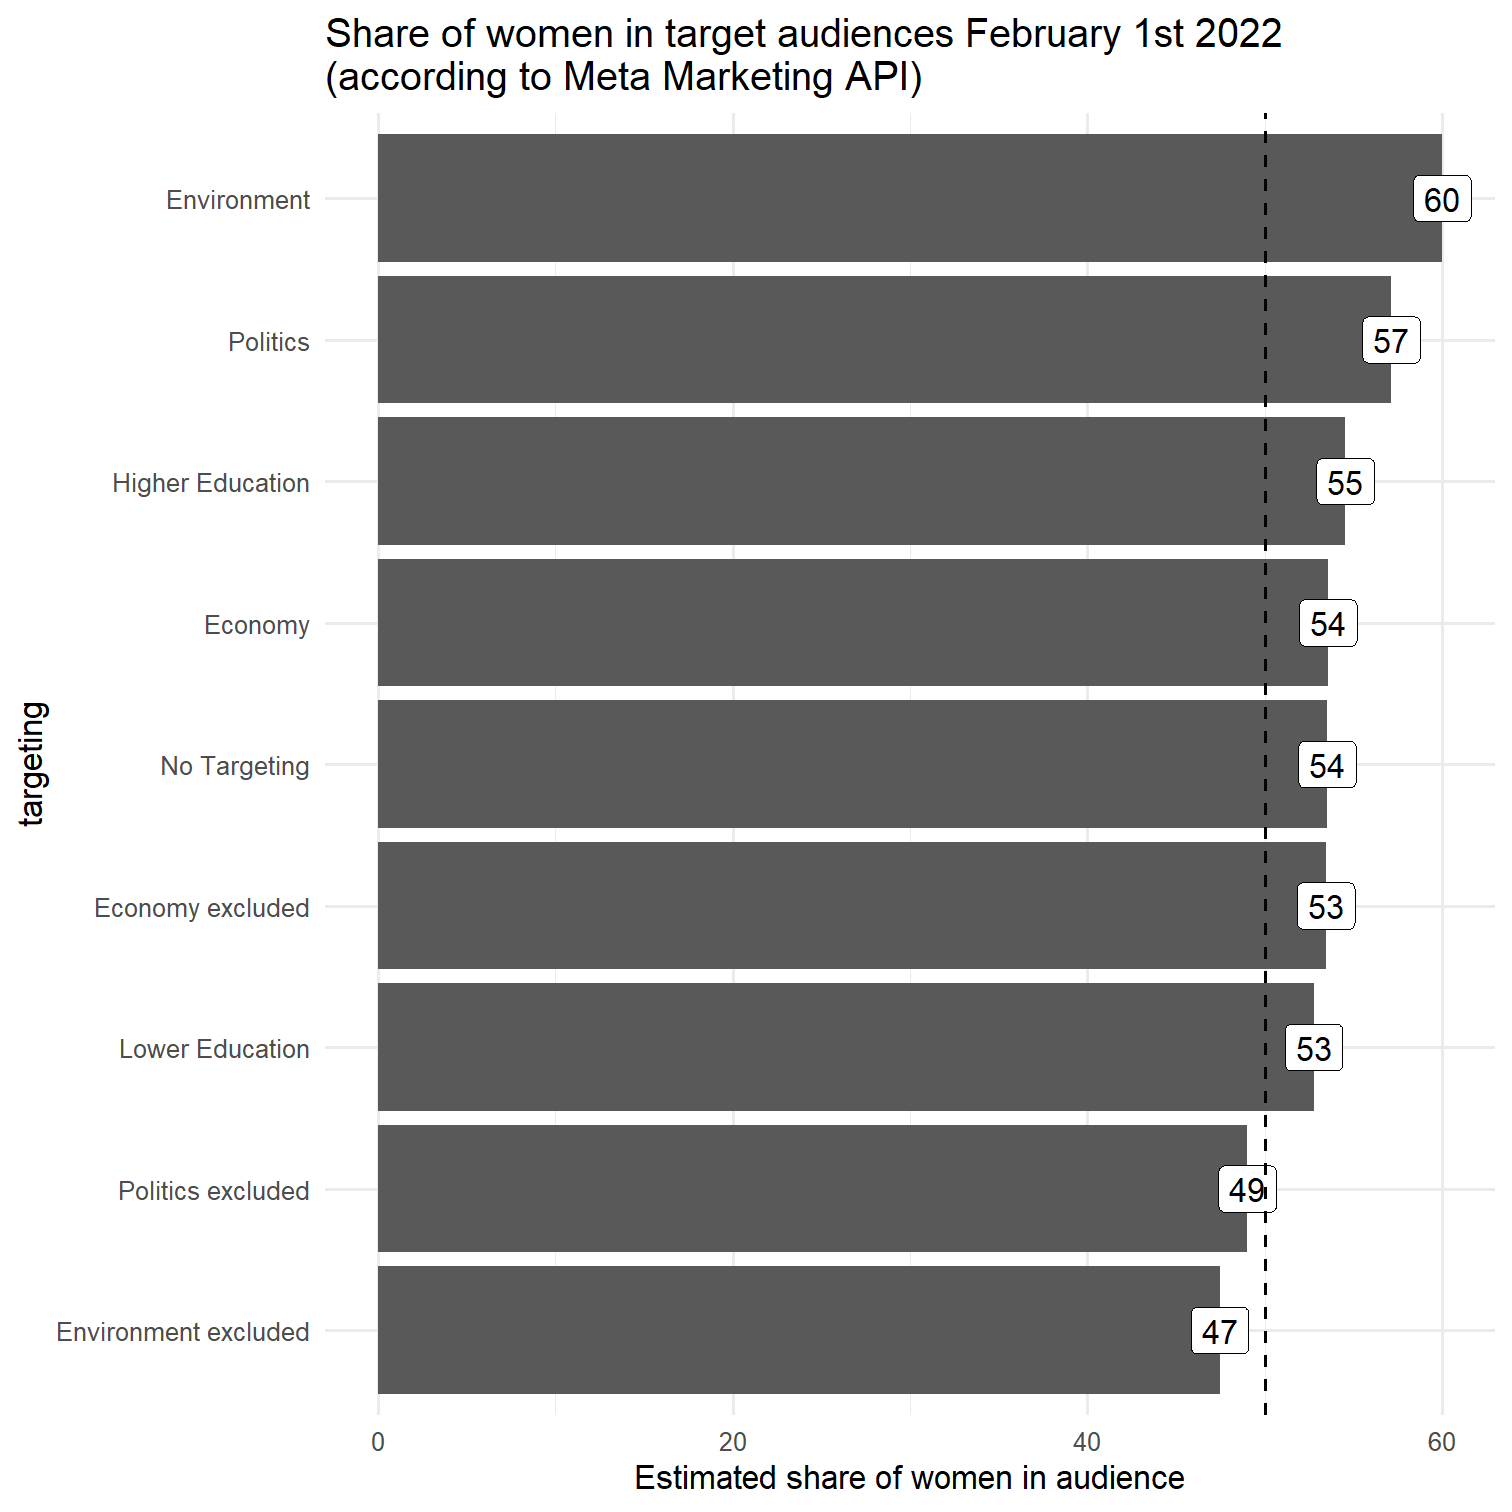 Share of women in target audiences February 1st 2022
(according to Meta Marketing API)
Environment
60
Politics
57
Higher Education
55
Economy
54
No Targeting
54
Economy excluded
53
Lower Education
53
Politics excluded
49
Environment excluded
47
targeting
0
20
40
60
Estimated share of women in audience